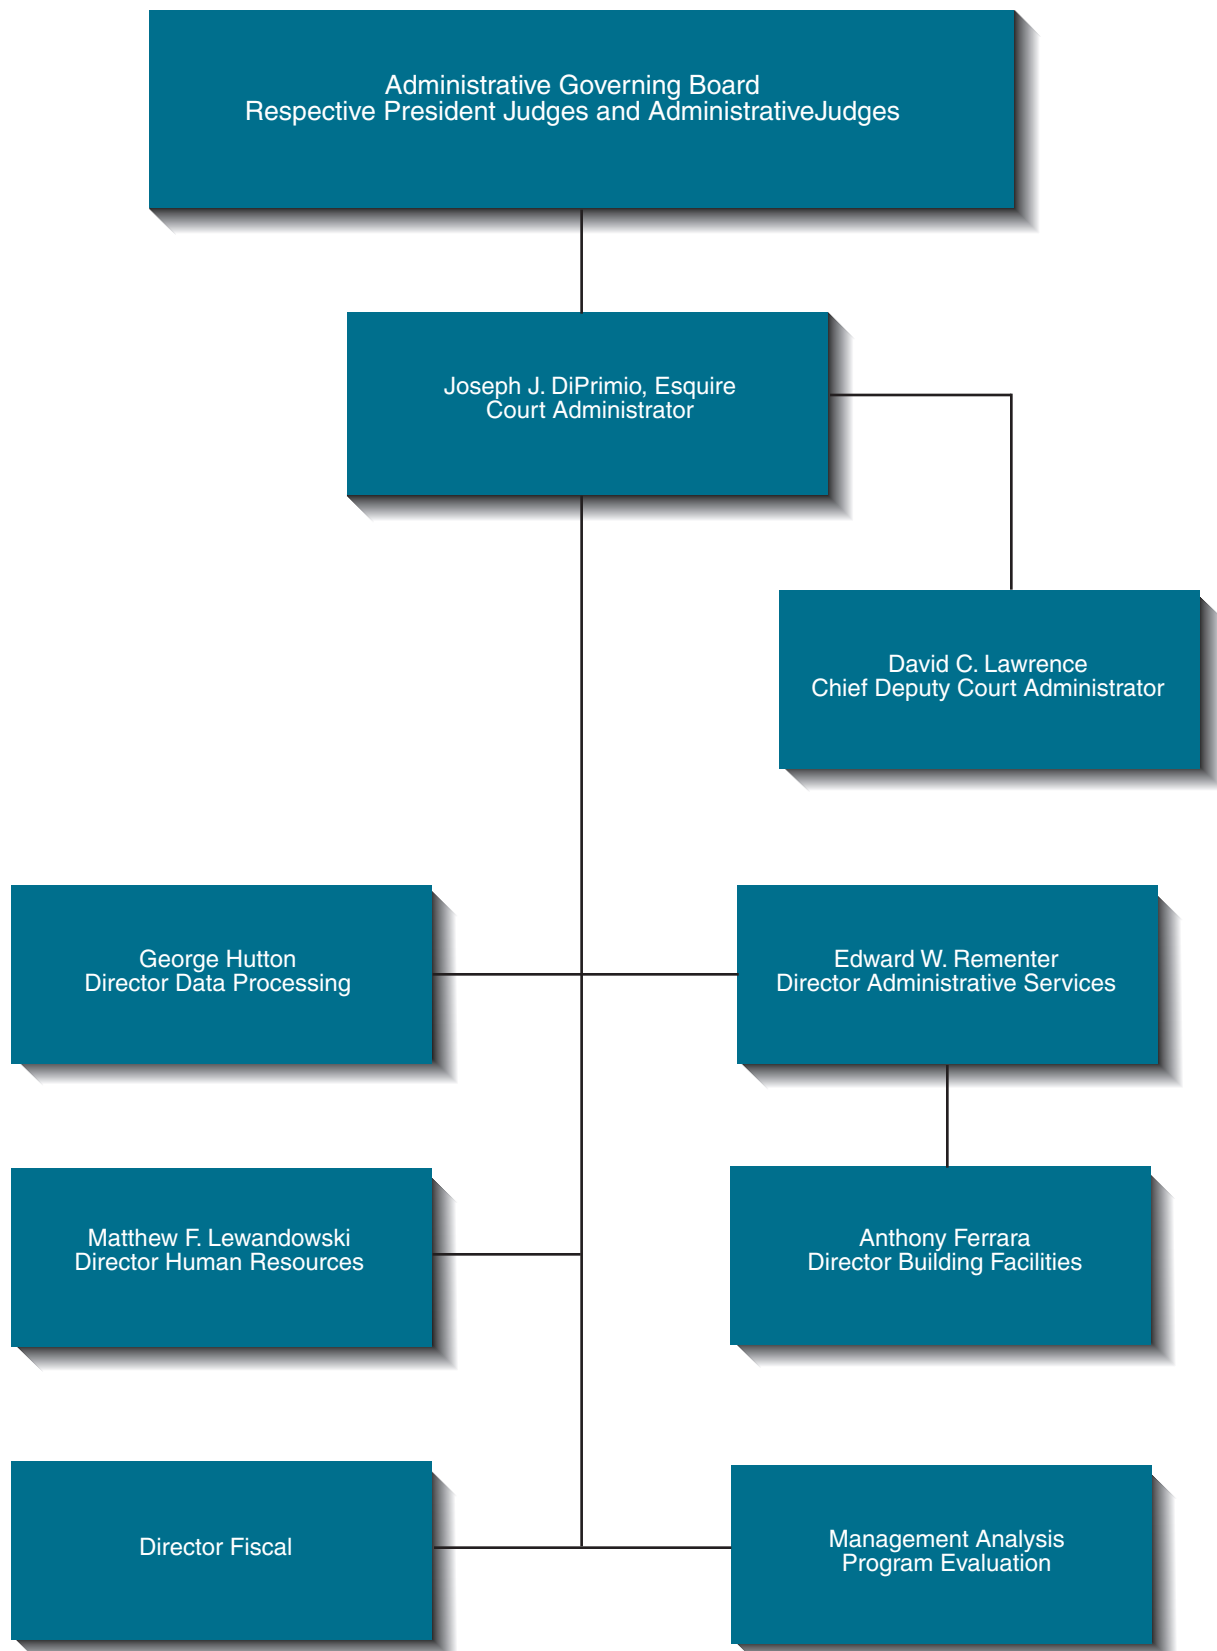 Administrative Governing Board
Respective President Judges and AdministrativeJudges
Joseph J. DiPrimio, Esquire
Court Administrator
David C. Lawrence
Chief Deputy Court Administrator
George Hutton
Director Data Processing
Edward W. Rementer
Director Administrative Services
Matthew F. Lewandowski
Director Human Resources
Anthony Ferrara
Director Building Facilities
Director Fiscal
Management Analysis
Program Evaluation